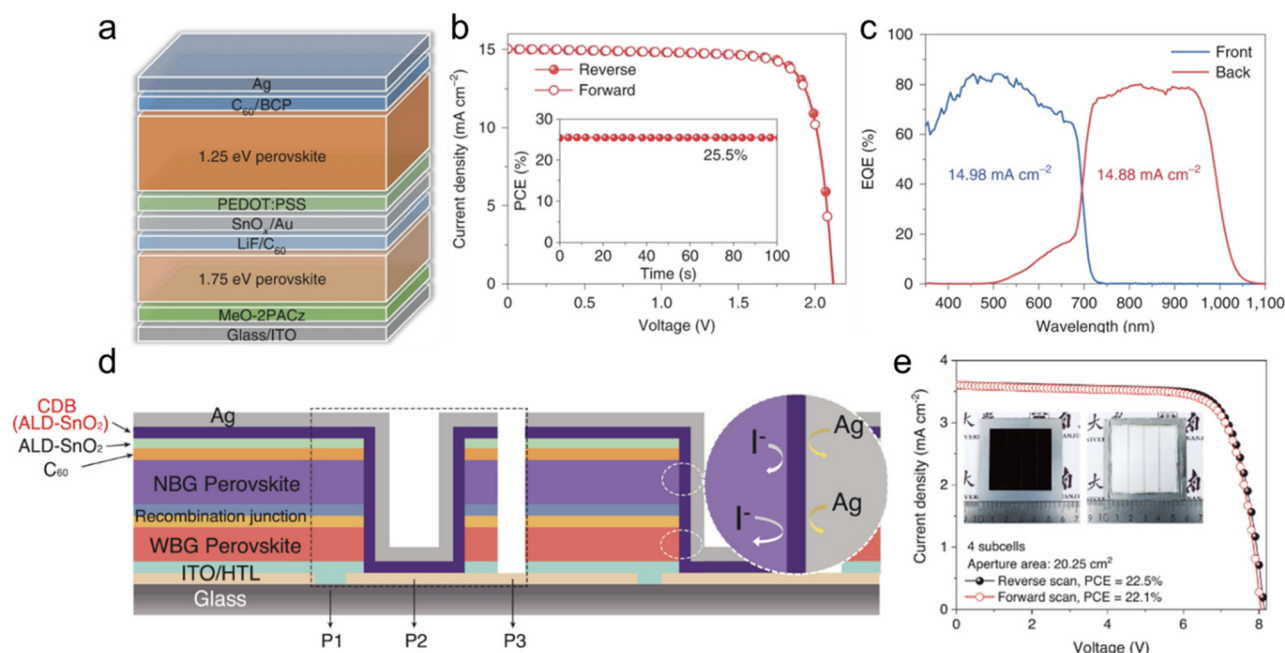 a
Ag
C₆₀/BCP
1.25 eV perovskite
PEDOT:PSS
SnOₓ/Au
LiF/C₆₀
1.75 eV perovskite
MeO-2PACz
Glass/ITO
b
Current density (mA cm⁻²)
15
10
5
0
Reverse
Forward
PCE (%)
30
25
20
15
10
5
0
25.5%
0 20 40 60 80 100
Time (s)
0 0.5 1.0 1.5 2.0
Voltage (V)
c
EQE (%)
100
80
60
40
20
0
Front
Back
14.98 mA cm⁻²
14.88 mA cm⁻²
400 500 600 700 800 900 1,000 1,100
Wavelength (nm)
d
CDB
(ALD-SnO₂)
ALD-SnO₂
C₆₀
Ag
NBG Perovskite
Recombination junction
WBG Perovskite
ITO/HTL
Glass
P1
P2
P3
I⁻
Ag
I⁻
Ag
e
Current density (mA cm⁻²)
4
3
2
1
0
大
南
大
南
4 subcells
Aperture area: 20.25 cm²
Reverse scan, PCE = 22.5%
Forward scan, PCE = 22.1%
0 2 4 6 8
Voltage (V)